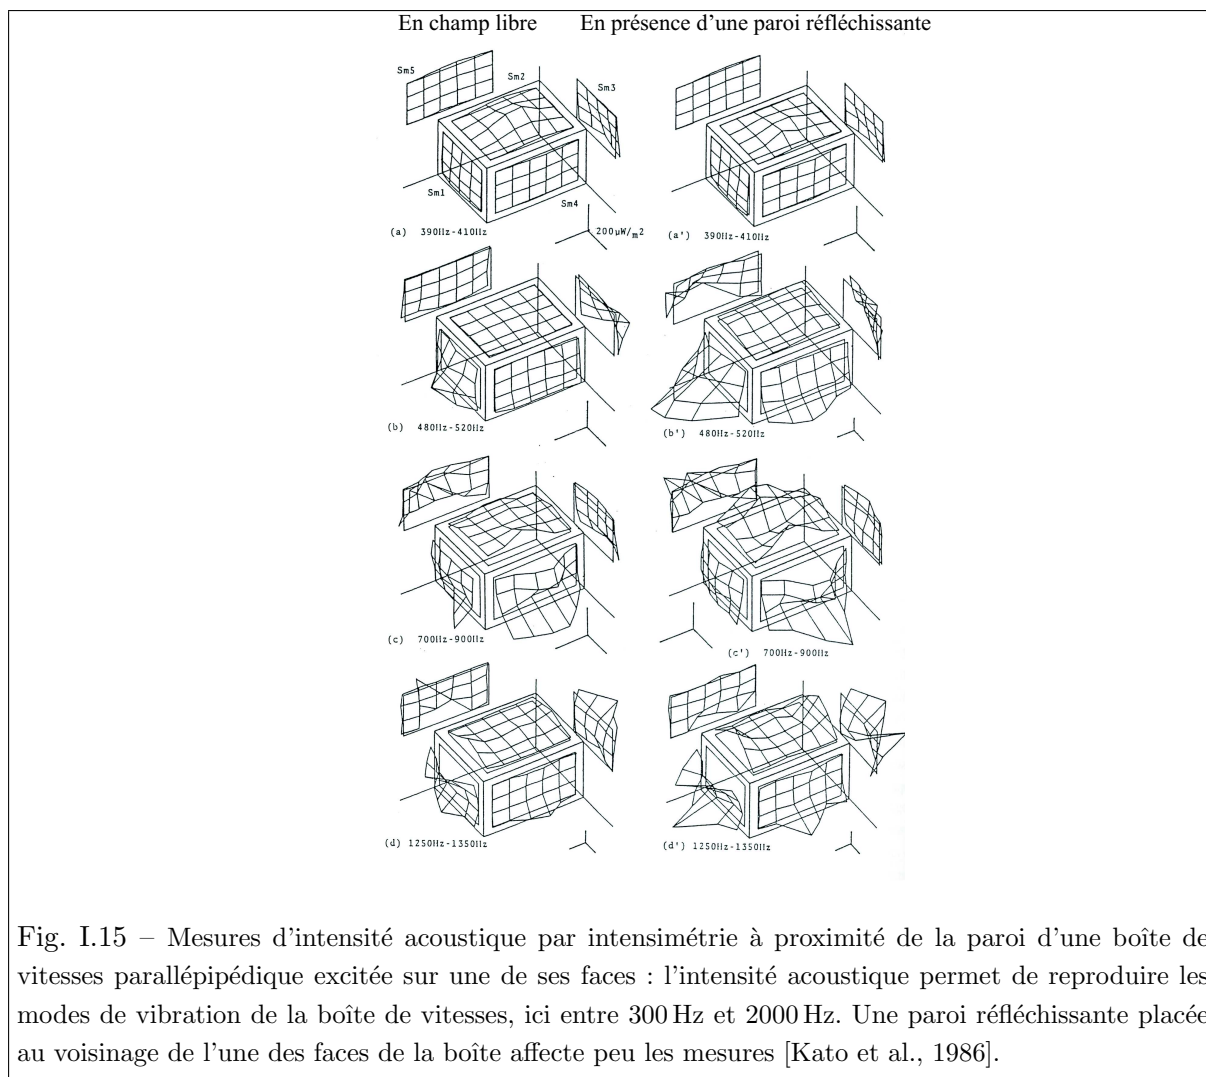 En champ libre En présence d'une paroi réfléchissante
Sm5 Sm2 Sm3
Sm1 Sm4
(a) 390Hz-410Hz 200µW/m2 (a') 390Hz-410Hz
(b) 480Hz-520Hz (b') 480Hz-520Hz
(c) 700Hz-900Hz (c') 700Hz-900Hz
(d) 1250Hz-1350Hz (d') 1250Hz-1350Hz
Fig. I.15 – Mesures d'intensité acoustique par intensimétrie à proximité de la paroi d'une boîte de
vitesses parallépipédique excitée sur une de ses faces : l'intensité acoustique permet de reproduire les
modes de vibration de la boîte de vitesses, ici entre 300 Hz et 2000 Hz. Une paroi réfléchissante placée
au voisinage de l'une des faces de la boîte affecte peu les mesures [Kato et al., 1986].